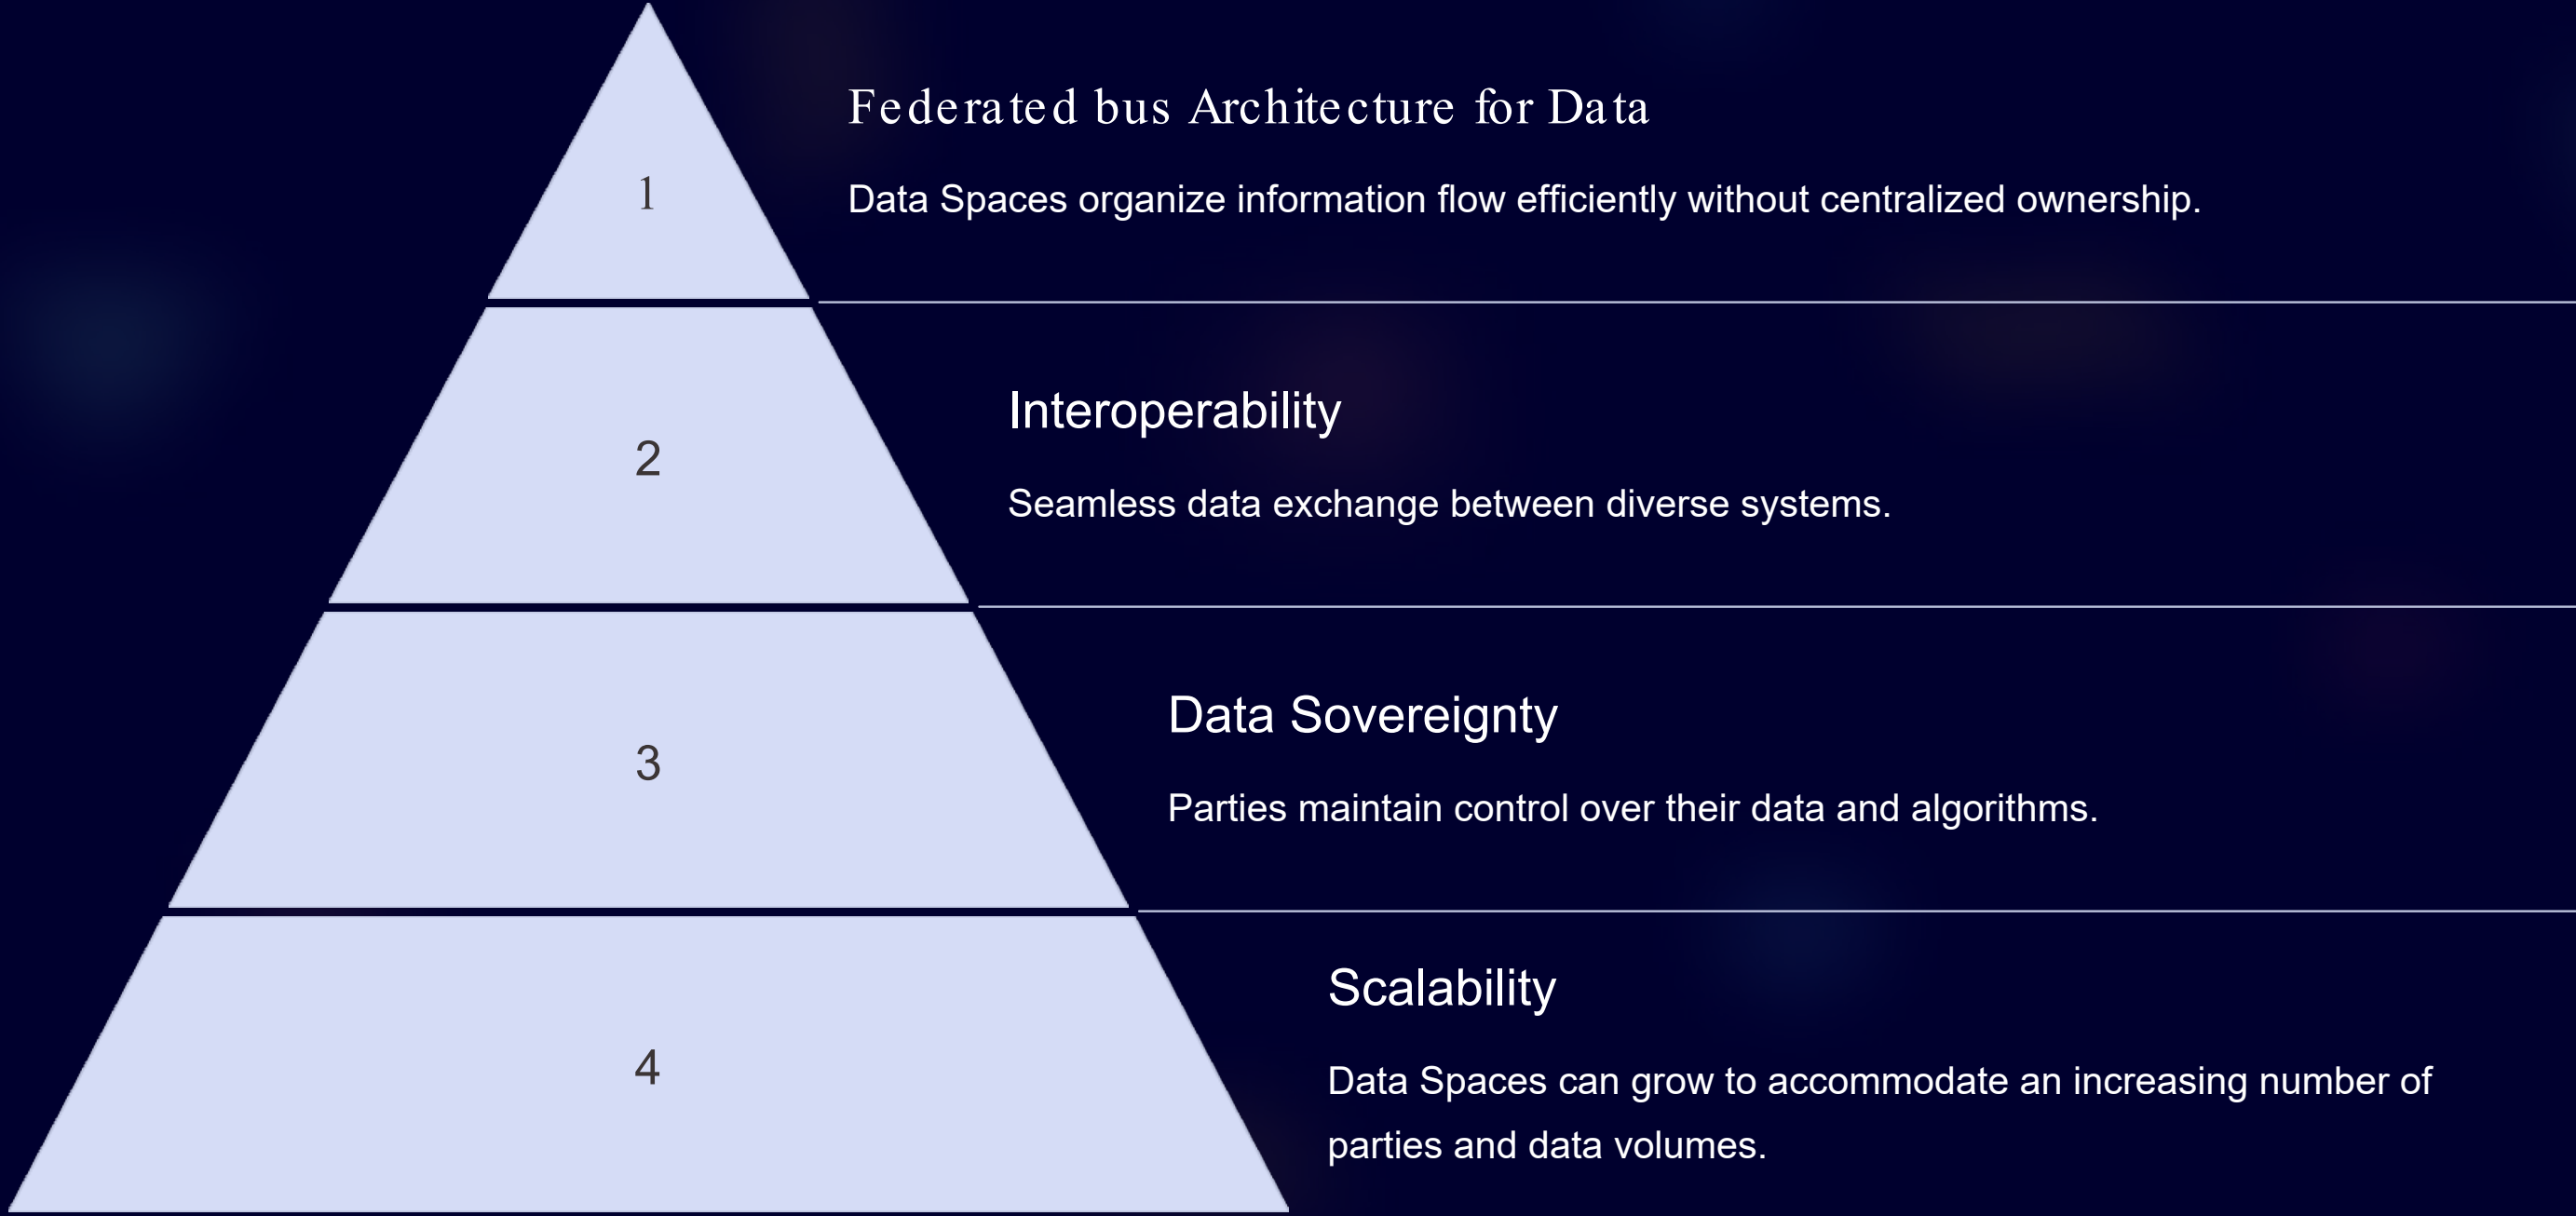 1
Federated bus Architecture for Data
Data Spaces organize information flow efficiently without centralized ownership.
2
Interoperability
Seamless data exchange between diverse systems.
3
Data Sovereignty
Parties maintain control over their data and algorithms.
4
Scalability
Data Spaces can grow to accommodate an increasing number of
parties and data volumes.